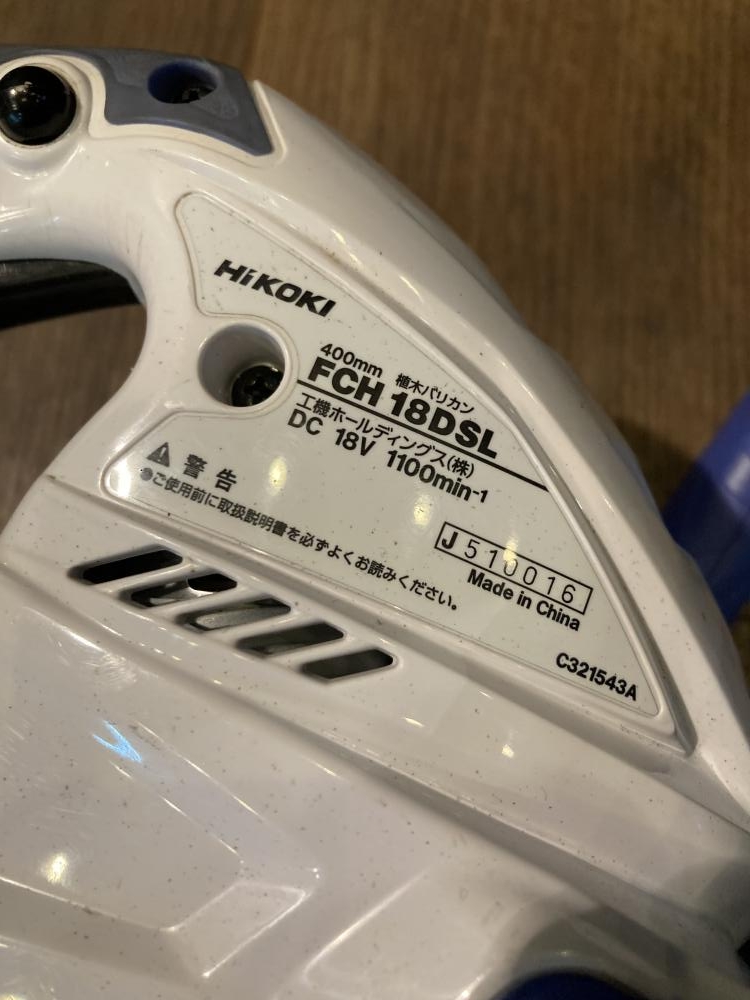 HiKOKI
400mm 植木バリカン
FCH 18DSL
工機ホールディングス(株)
DC 18V 1100min-1
⚠ 警告
●ご使用前に取扱説明書を必ずよくお読みください。
J 510016
Made in China
C321543A